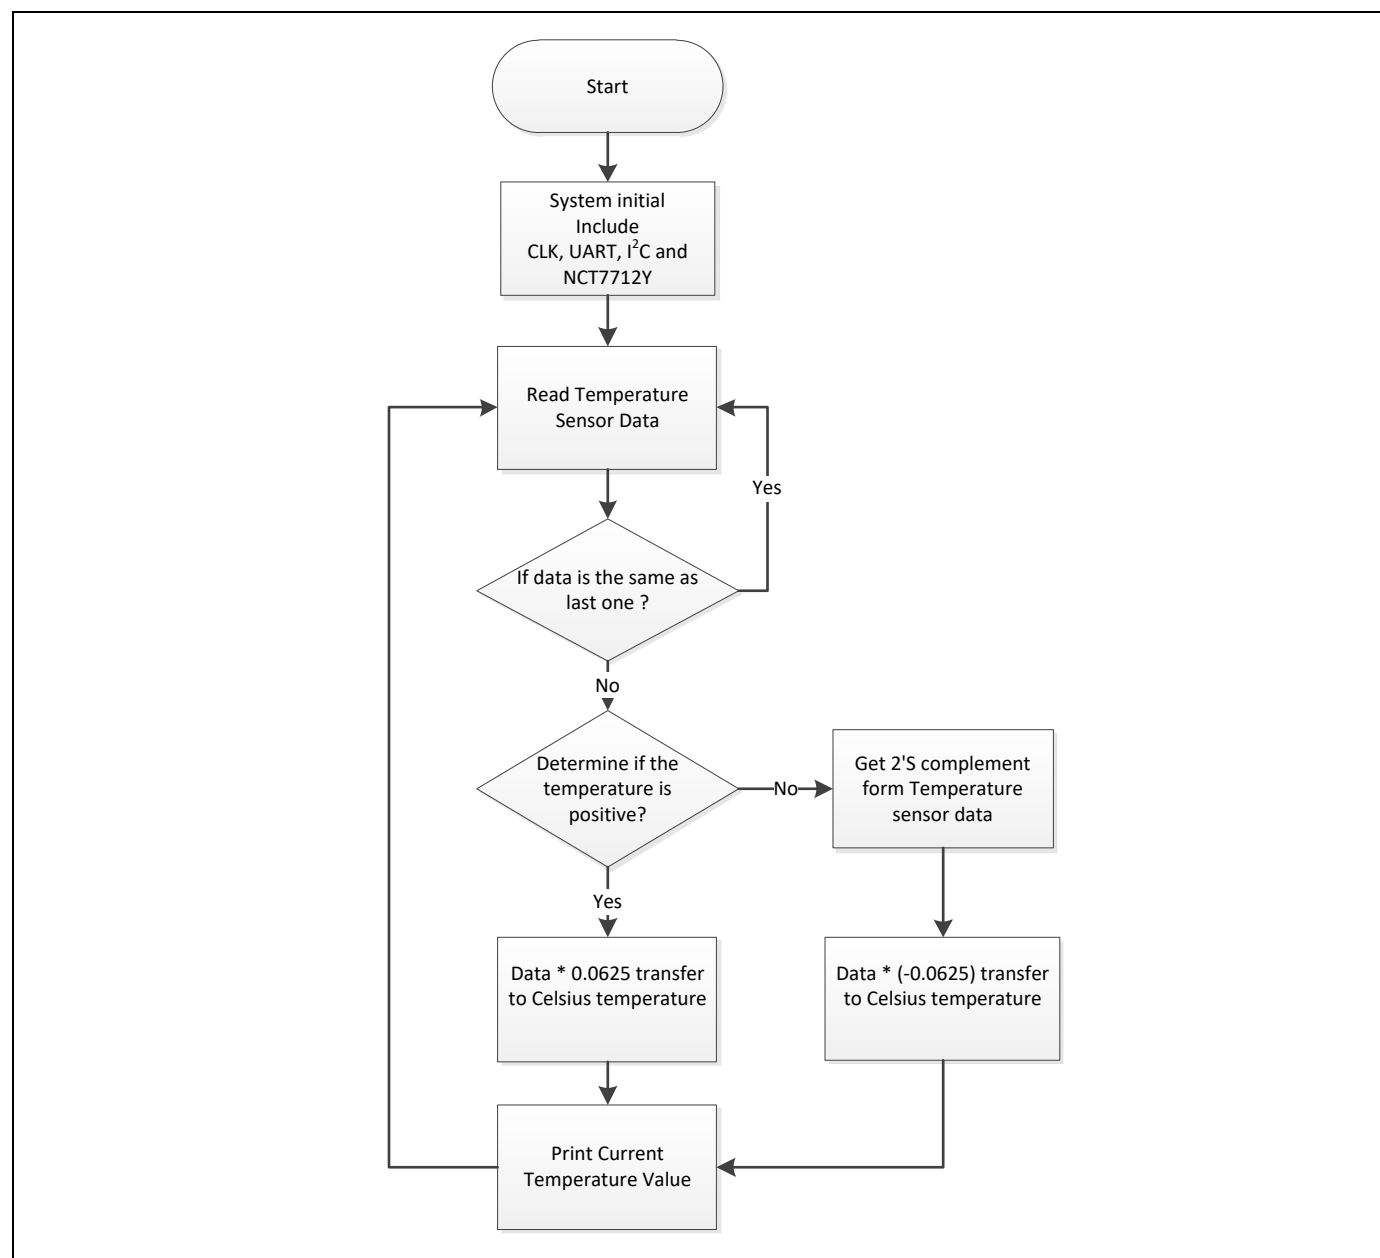 Start
System initial
Include
CLK, UART, I²C and
NCT7712Y
Read Temperature
Sensor Data
Yes
If data is the same as
last one ?
No
Determine if the
temperature is
positive?
No
Get 2'S complement
form Temperature
sensor data
Yes
Data * 0.0625 transfer
to Celsius temperature
Data * (-0.0625) transfer
to Celsius temperature
Print Current
Temperature Value